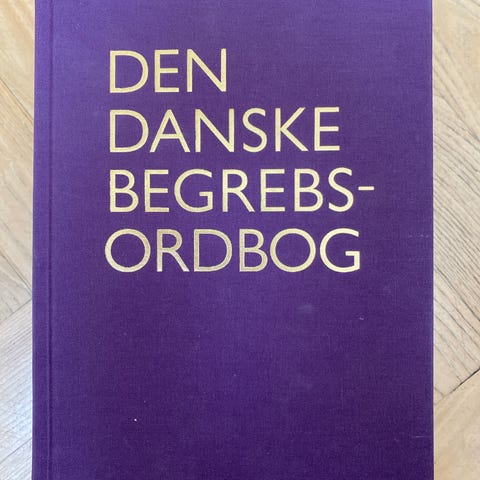 DEN
DANSKE
BEGREBS-
ORDBOG